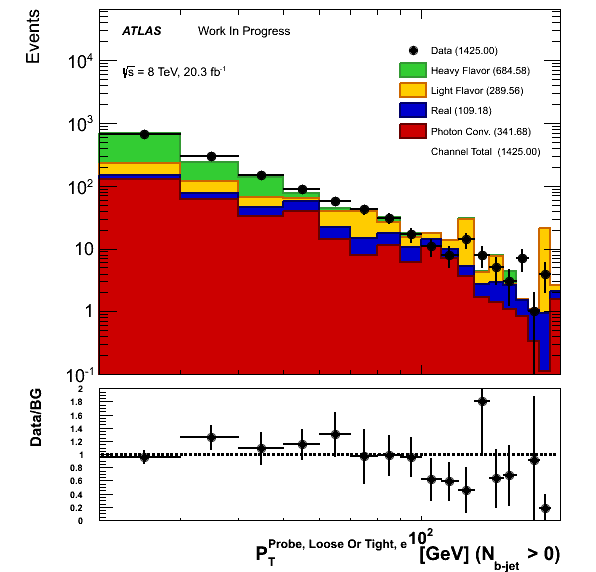 Events
ATLAS Work In Progress
√s = 8 TeV, 20.3 fb⁻¹
Data (1425.00)
Heavy Flavor (684.58)
Light Flavor (289.56)
Real (109.18)
Photon Conv. (341.68)
Channel Total (1425.00)
10⁴
10³
10²
10
1
10⁻¹
Data/BG
2
1.8
1.6
1.4
1.2
1
0.8
0.6
0.4
0.2
0
10²
P_T^Probe, Loose Or Tight, e [GeV] (N_b-jet > 0)